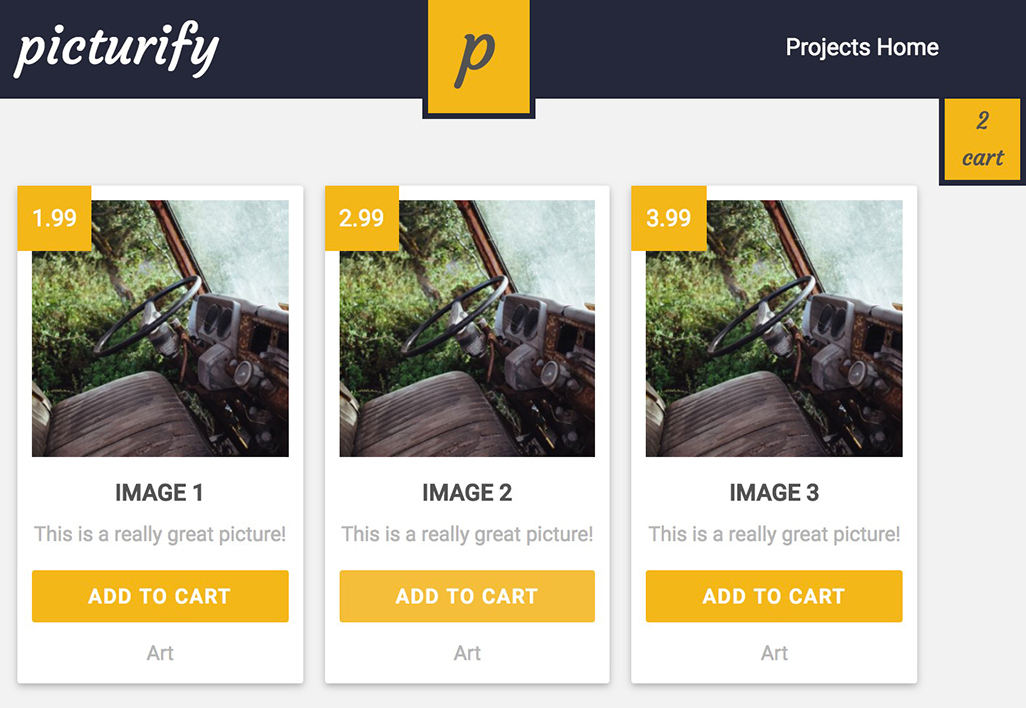 picturify
p
Projects Home
2
cart
1.99
2.99
3.99
IMAGE 1
This is a really great picture!
ADD TO CART
Art
IMAGE 2
This is a really great picture!
ADD TO CART
Art
IMAGE 3
This is a really great picture!
ADD TO CART
Art